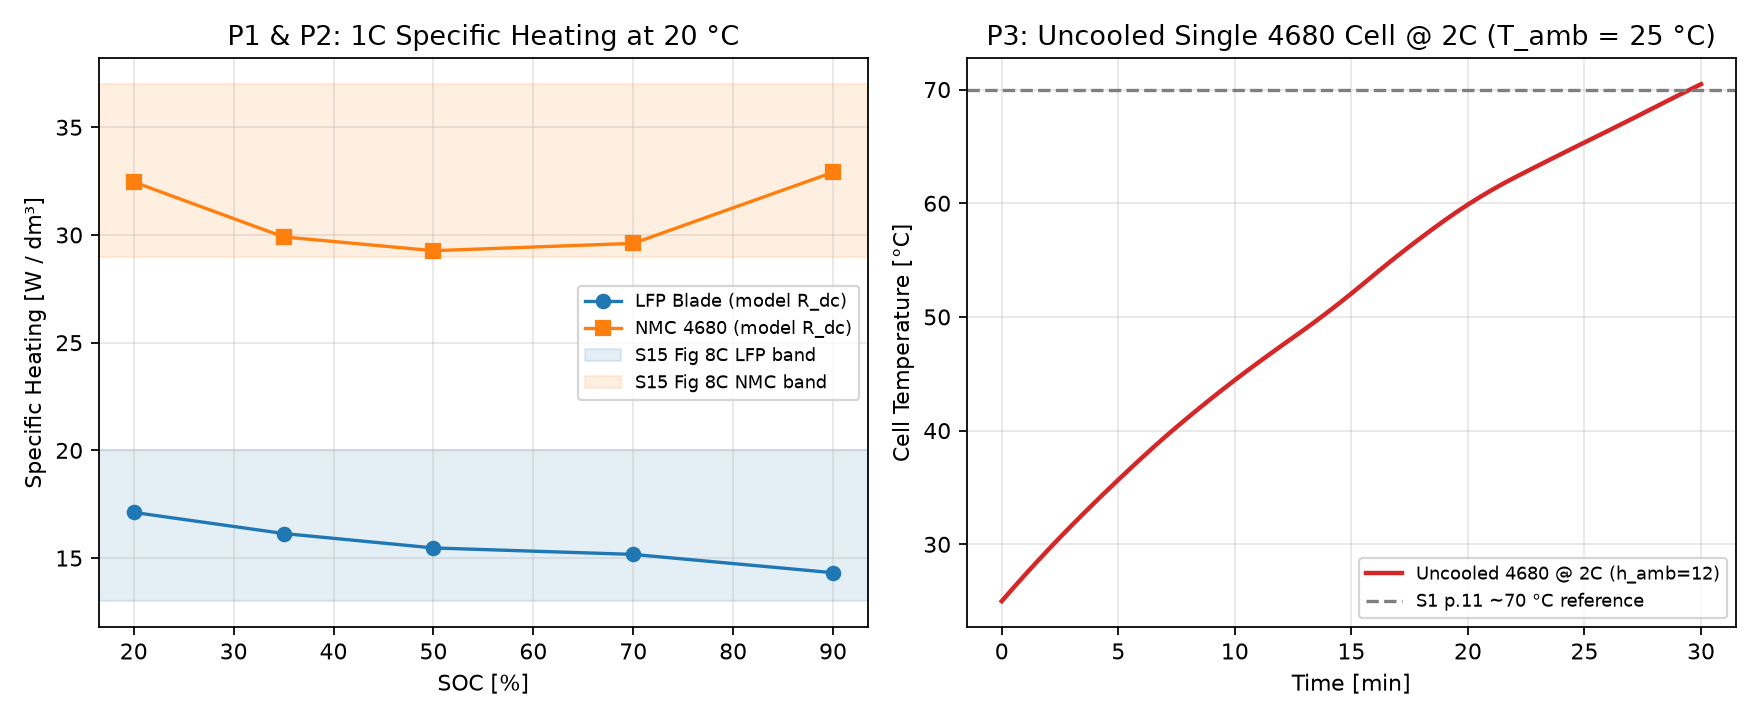 P1 & P2: 1C Specific Heating at 20 °C
Specific Heating [W / dm³]
35
30
25
20
15
LFP Blade (model R_dc)
NMC 4680 (model R_dc)
S15 Fig 8C LFP band
S15 Fig 8C NMC band
20 30 40 50 60 70 80 90
SOC [%]
P3: Uncooled Single 4680 Cell @ 2C (T_amb = 25 °C)
Cell Temperature [°C]
70
60
50
40
30
Uncooled 4680 @ 2C (h_amb=12)
S1 p.11 ~70 °C reference
0 5 10 15 20 25 30
Time [min]